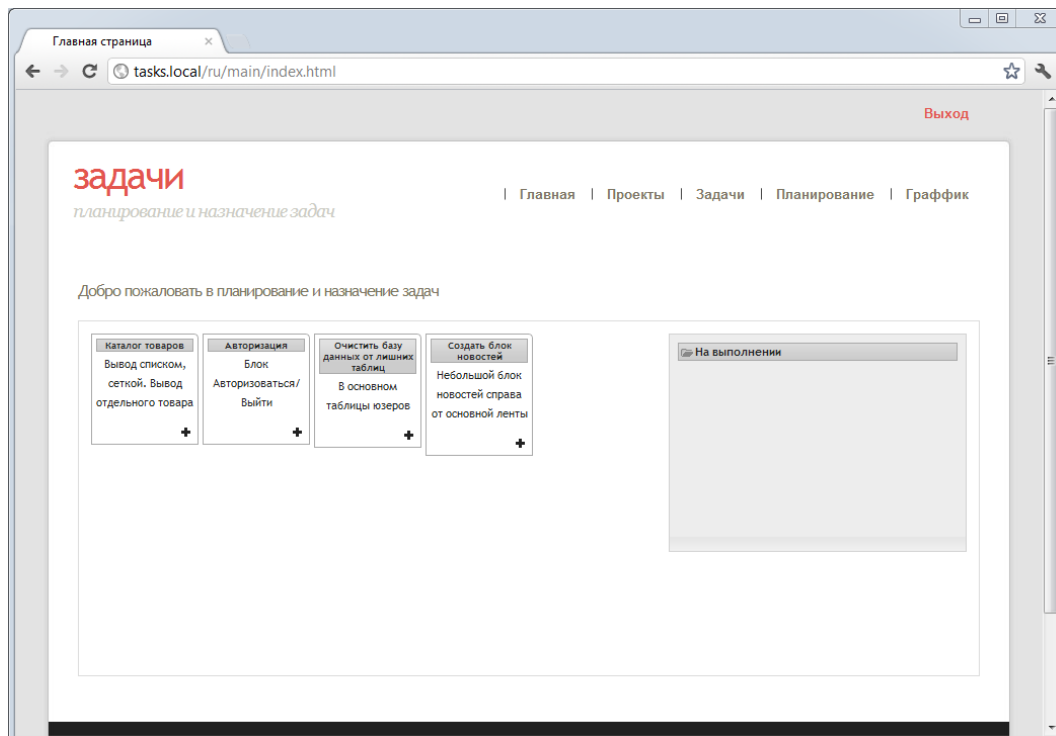 Главная страница
tasks.local/ru/main/index.html
Выход
задачи
планирование и назначение задач
| Главная | Проекты | Задачи | Планирование | Граффик
Добро пожаловать в планирование и назначение задач
Каталог товаров
Вывод списком,
сеткой. Вывод
отдельного товара
Авторизация
Блок
Авторизоваться/
Выйти
Очистить базу
данных от лишних
таблиц
В основном
таблицы юзеров
Создать блок
новостей
Небольшой блок
новостей справа
от основной ленты
На выполнении